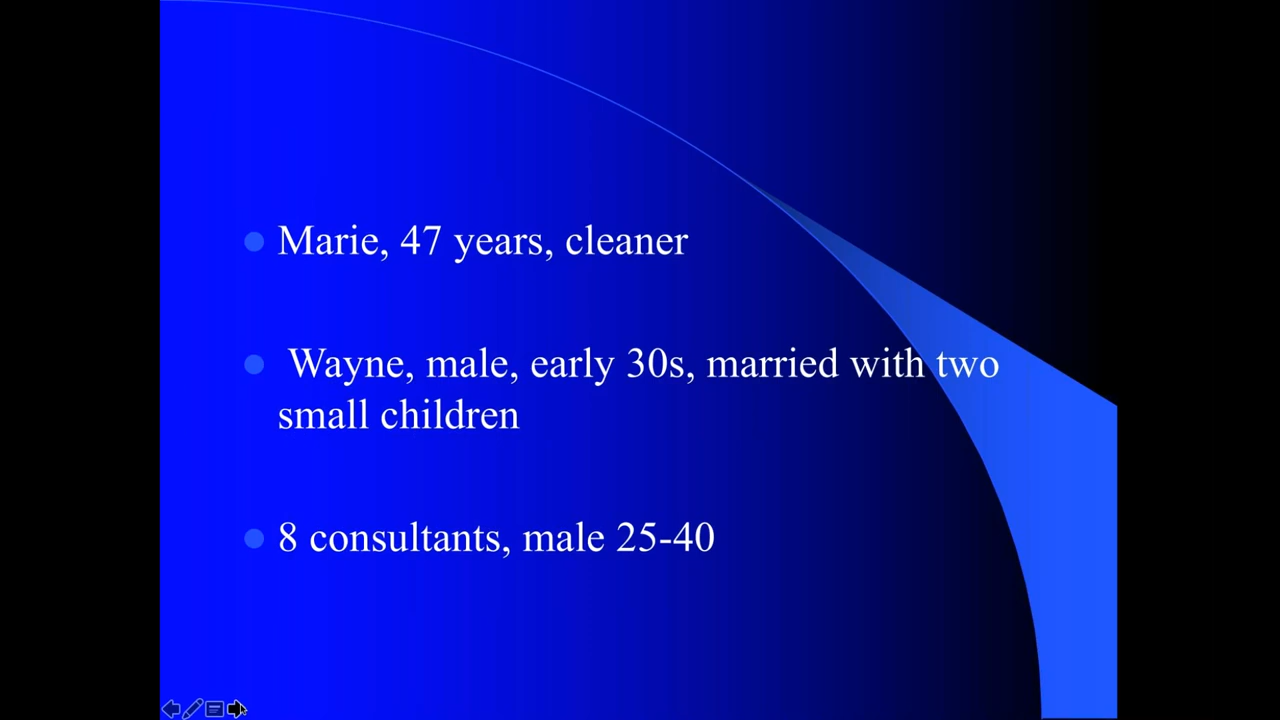 Marie, 47 years, cleaner
Wayne, male, early 30s, married with two
small children
8 consultants, male 25-40